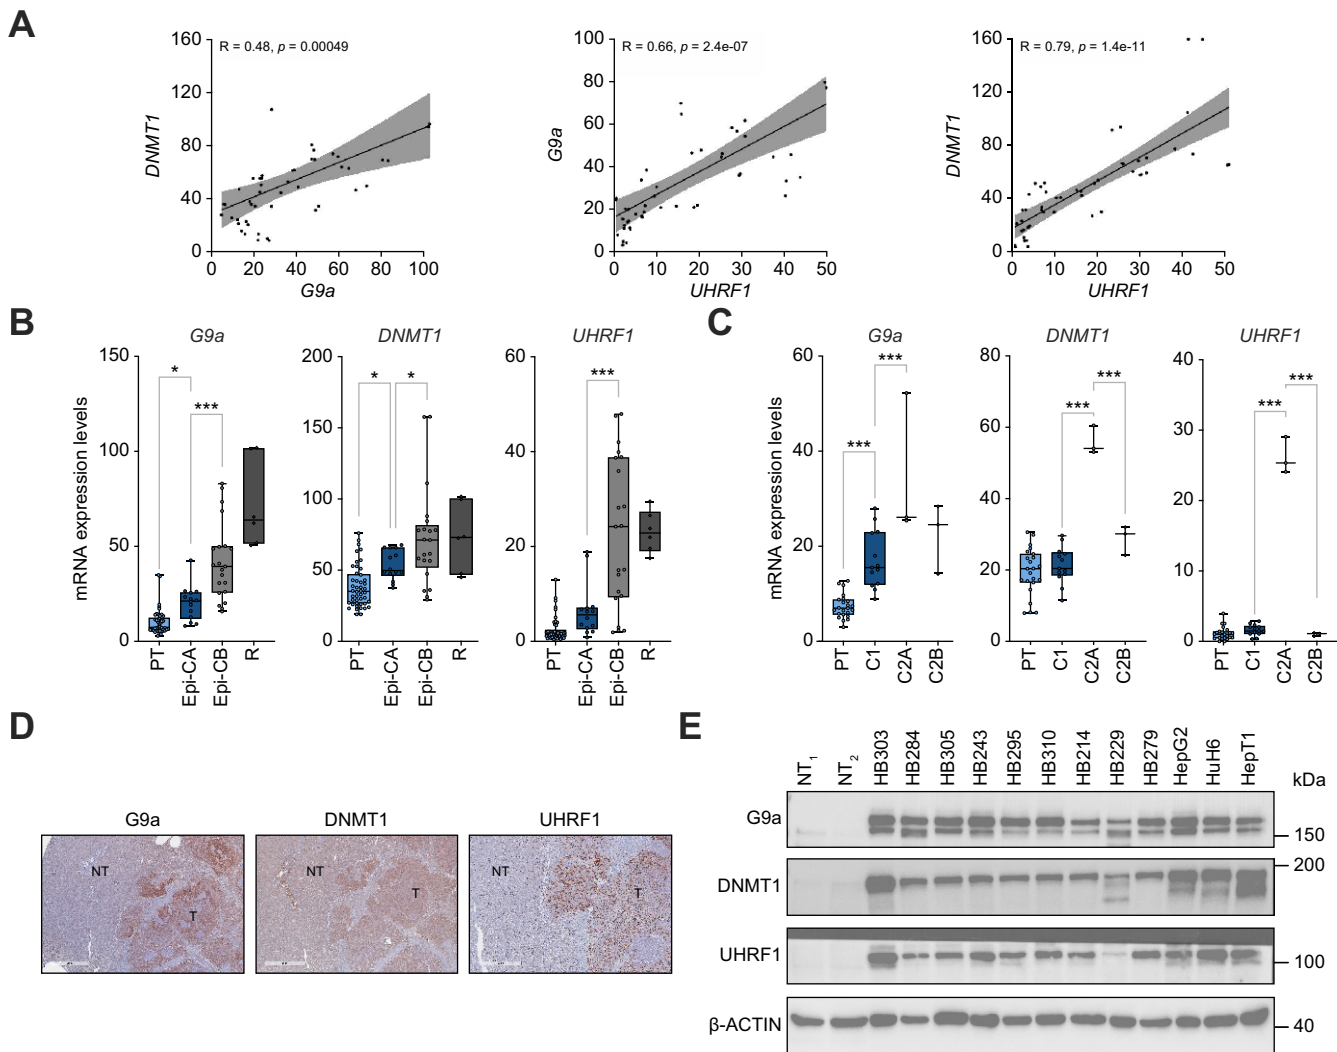 A
R = 0.48, p = 0.00049
160
120
80
40
0
DNMT1
0 20 40 60 80 100
G9a
R = 0.66, p = 2.4e-07
100
80
60
40
20
0
G9a
0 10 20 30 40 50
UHRF1
R = 0.79, p = 1.4e-11
160
120
80
40
0
DNMT1
0 10 20 30 40 50
UHRF1
B
mRNA expression levels
G9a
150
100
50
0
*
***
PT Epi-CA Epi-CB R
DNMT1
200
150
100
50
0
* *
PT Epi-CA Epi-CB R
UHRF1
60
40
20
0
***
PT Epi-CA Epi-CB R
C
mRNA expression levels
G9a
60
40
20
0
***
***
PT C1 C2A C2B
DNMT1
80
60
40
20
0
***
***
PT C1 C2A C2B
UHRF1
40
30
20
10
0
***
***
PT C1 C2A C2B
D
G9a
NT
T
DNMT1
NT
T
UHRF1
NT
T
E
NT1 NT2 HB303 HB284 HB305 HB243 HB295 HB310 HB214 HB229 HB279 HepG2 HuH6 HepT1 kDa
G9a
150
200
DNMT1
UHRF1
100
β-ACTIN
40